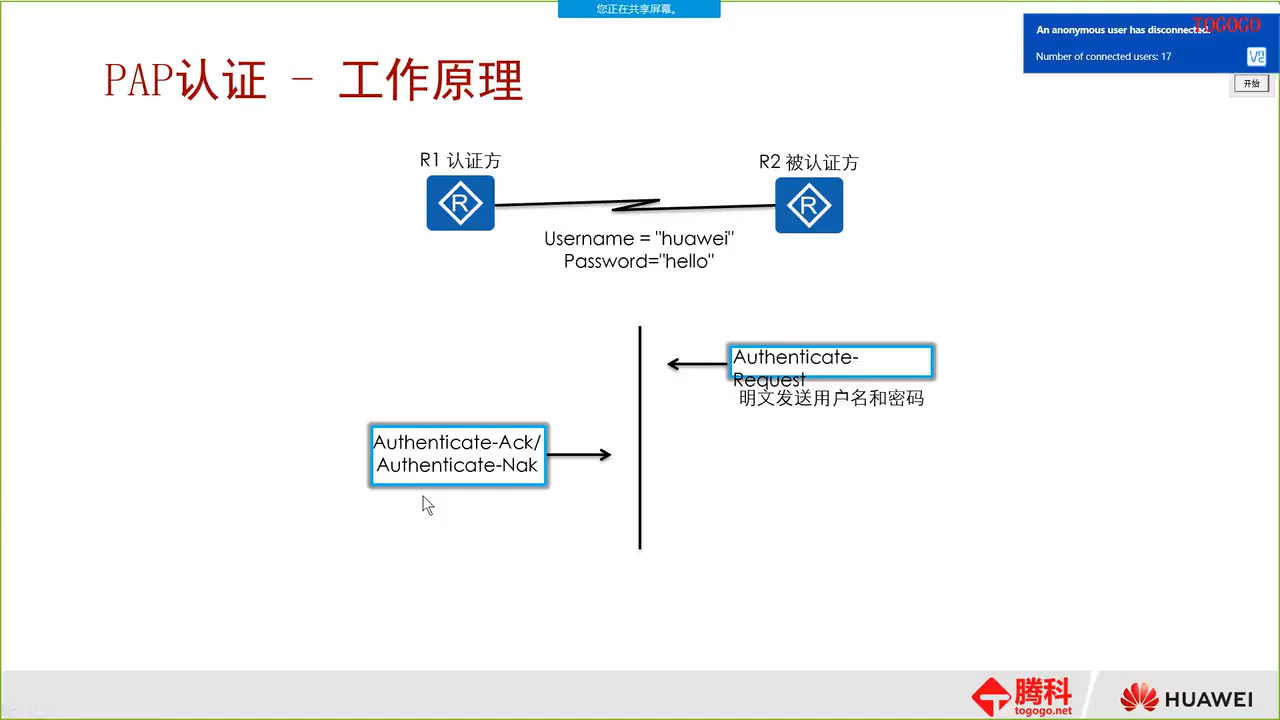 您正在共享屏幕。
An anonymous user has disconnected.
TOGOGO
Number of connected users: 17
VS
开始
PAP认证 - 工作原理
R1 认证方
R2 被认证方
R
R
Username = "huawei"
Password="hello"
Authenticate-
Request
明文发送用户名和密码
Authenticate-Ack/
Authenticate-Nak
腾科
togogo.net
HUAWEI